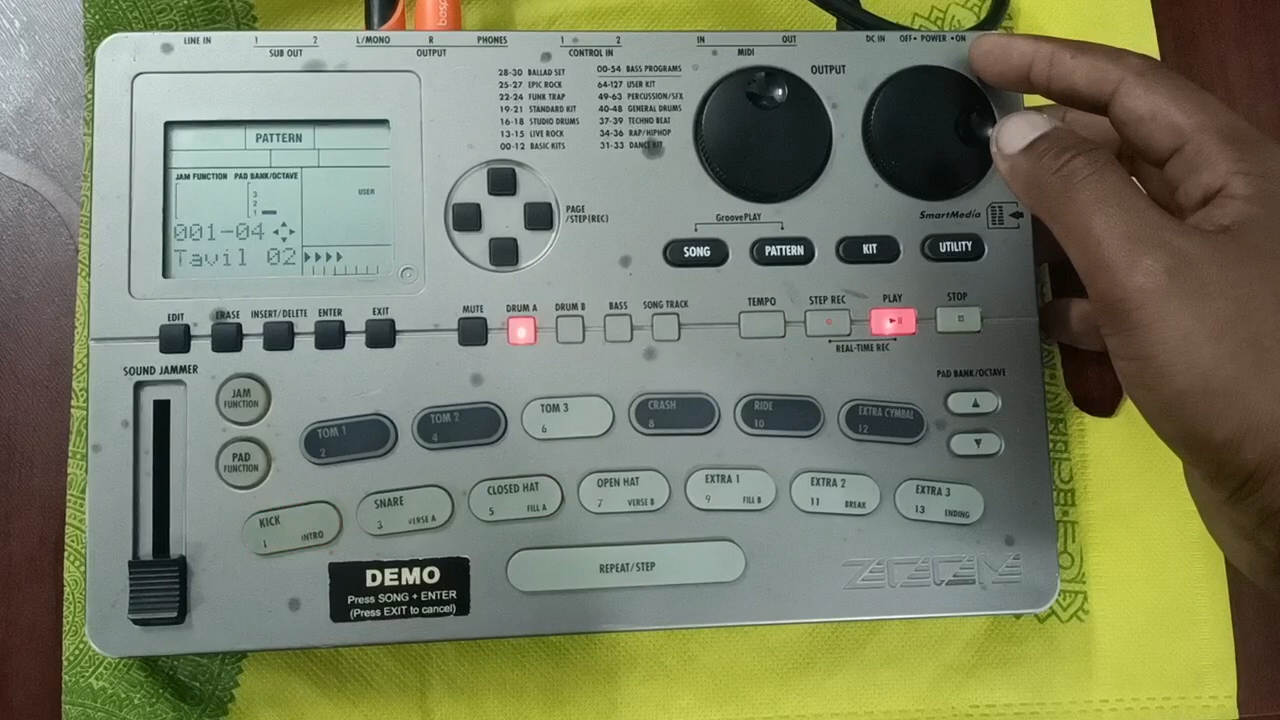 LINE IN
1 2
SUB OUT
L/MONO R
OUTPUT
PHONES
1 2
CONTROL IN
IN OUT
MIDI
DC IN OFF• POWER •ON
28-30 BALLAD SET
25-27 EPIC ROCK
22-24 FUNK TRAP
19-21 STANDARD KIT
16-18 STUDIO DRUMS
13-15 LIVE ROCK
00-12 BASIC KITS
00-54 BASS PROGRAMS
64-127 USER KIT
49-63 PERCUSSION/SFX
40-48 GENERAL DRUMS
37-39 TECHNO BEAT
34-36 RAP/HIPHOP
31-33 DANCE KIT
OUTPUT
PATTERN
JAM FUNCTION PAD BANK/OCTAVE
3
2
1
USER
001-04
Tavil 02
PAGE
/STEP(REC)
GroovePLAY
SmartMedia
SONG
PATTERN
KIT
UTILITY
EDIT
ERASE
INSERT/DELETE
ENTER
EXIT
MUTE
DRUM A
DRUM B
BASS
SONG TRACK
TEMPO
STEP REC
PLAY
STOP
REAL-TIME REC
SOUND JAMMER
JAM
FUNCTION
PAD
FUNCTION
PAD BANK/OCTAVE
TOM 1
2
TOM 2
4
TOM 3
6
CRASH
8
RIDE
10
EXTRA CYMBAL
12
KICK
1 INTRO
SNARE
3 VERSE A
CLOSED HAT
5 FILL A
OPEN HAT
7 VERSE B
EXTRA 1
9 FILL B
EXTRA 2
11 BREAK
EXTRA 3
13 ENDING
REPEAT/STEP
DEMO
Press SONG + ENTER
(Press EXIT to cancel)
ZOOM